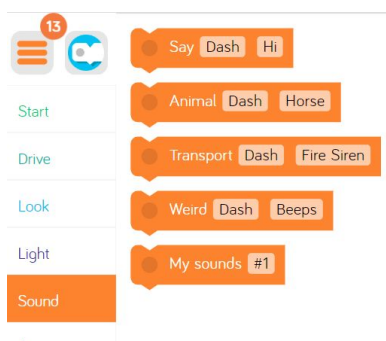 13
Say Dash Hi
Start
Animal Dash Horse
Drive
Transport Dash Fire Siren
Look
Weird Dash Beeps
Light
My sounds #1
Sound